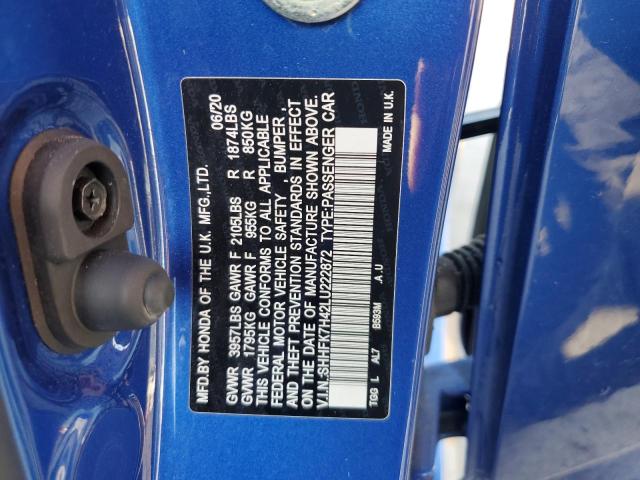 MFD.BY HONDA OF THE U.K. MFG.,LTD. 06/20
GVWR 3957LBS GAWR F 2105LBS R 1874LBS
GVWR 1795KG GAWR F 955KG R 850KG
THIS VEHICLE CONFORMS TO ALL APPLICABLE
FEDERAL MOTOR VEHICLE SAFETY, BUMPER,
AND THEFT PREVENTION STANDARDS IN EFFECT
ON THE DATE OF MANUFACTURE SHOWN ABOVE.
V.I.N.:SHHFK7H42LU222872 TYPE:PASSENGER CAR
TGG L AL7 B593M .A.U MADE IN U.K.